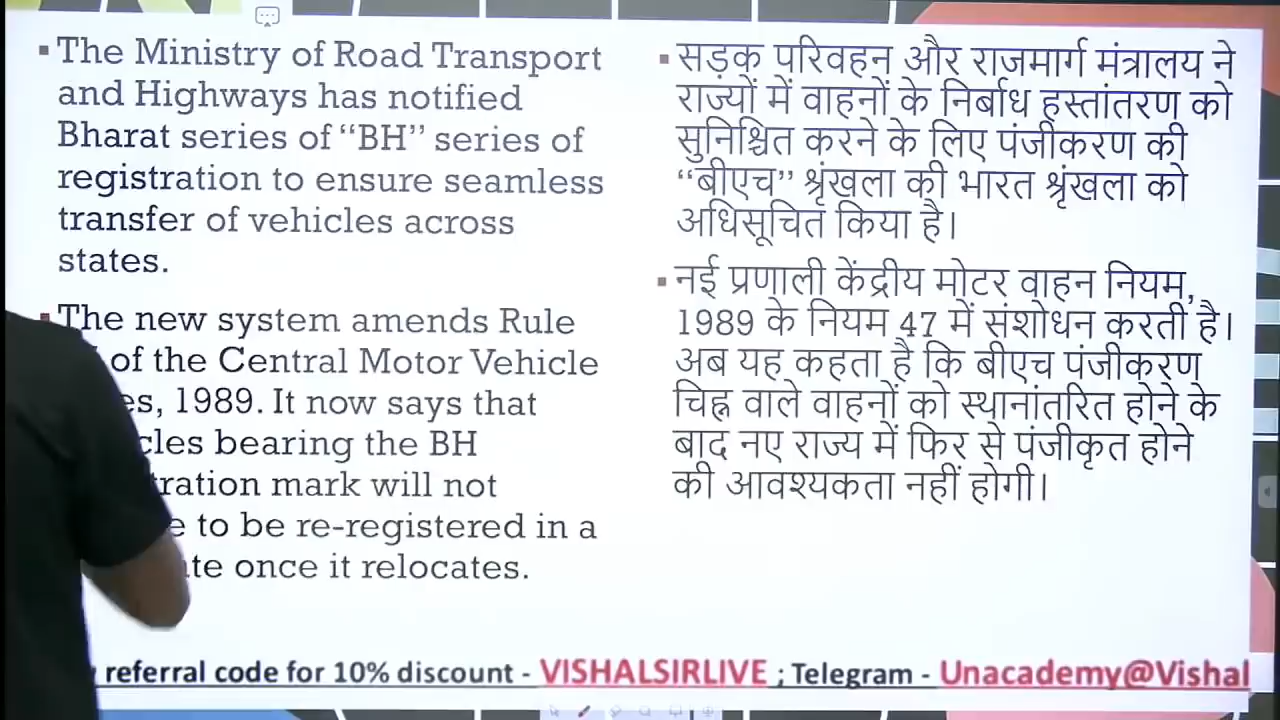 The Ministry of Road Transport
and Highways has notified
Bharat series of “BH” series of
registration to ensure seamless
transfer of vehicles across
states.
The new system amends Rule
of the Central Motor Vehicle
1989. It now says that
bearing the BH
mark will not
to be re-registered in a
once it relocates.
सड़क परिवहन और राजमार्ग मंत्रालय ने
राज्यों में वाहनों के निर्बाध हस्तांतरण को
सुनिश्चित करने के लिए पंजीकरण की
“बीएच” श्रृंखला की भारत श्रृंखला को
अधिसूचित किया है।
नई प्रणाली केंद्रीय मोटर वाहन नियम,
1989 के नियम 47 में संशोधन करती है।
अब यह कहता है कि बीएच पंजीकरण
चिह्न वाले वाहनों को स्थानांतरित होने के
बाद नए राज्य में फिर से पंजीकृत होने
की आवश्यकता नहीं होगी।
referral code for 10% discount - VISHALSIRLIVE ; Telegram - Unacademy@Vishal